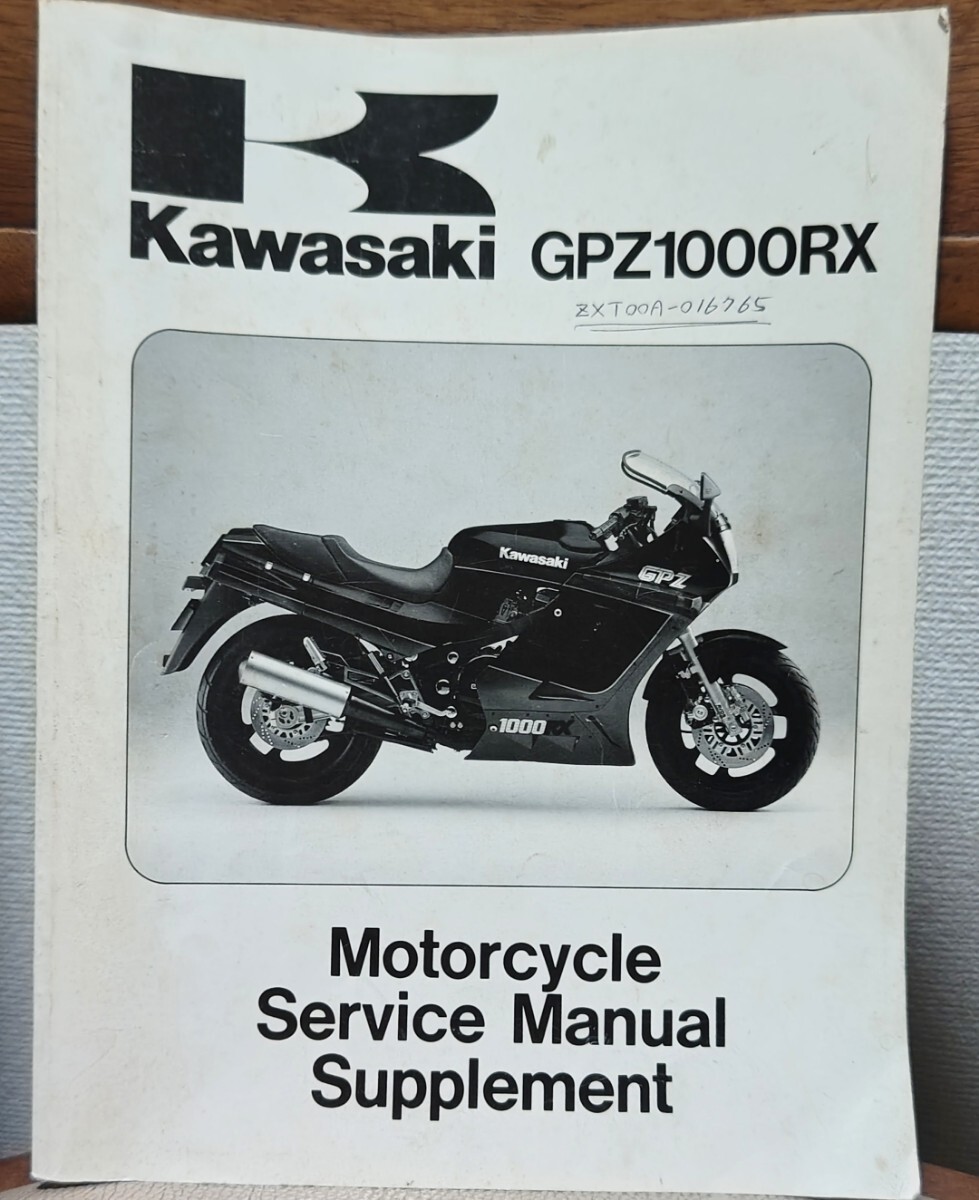 Kawasaki GPZ1000RX
ZXT00A-016765
Kawasaki
GPZ
1000RX
Motorcycle
Service Manual
Supplement